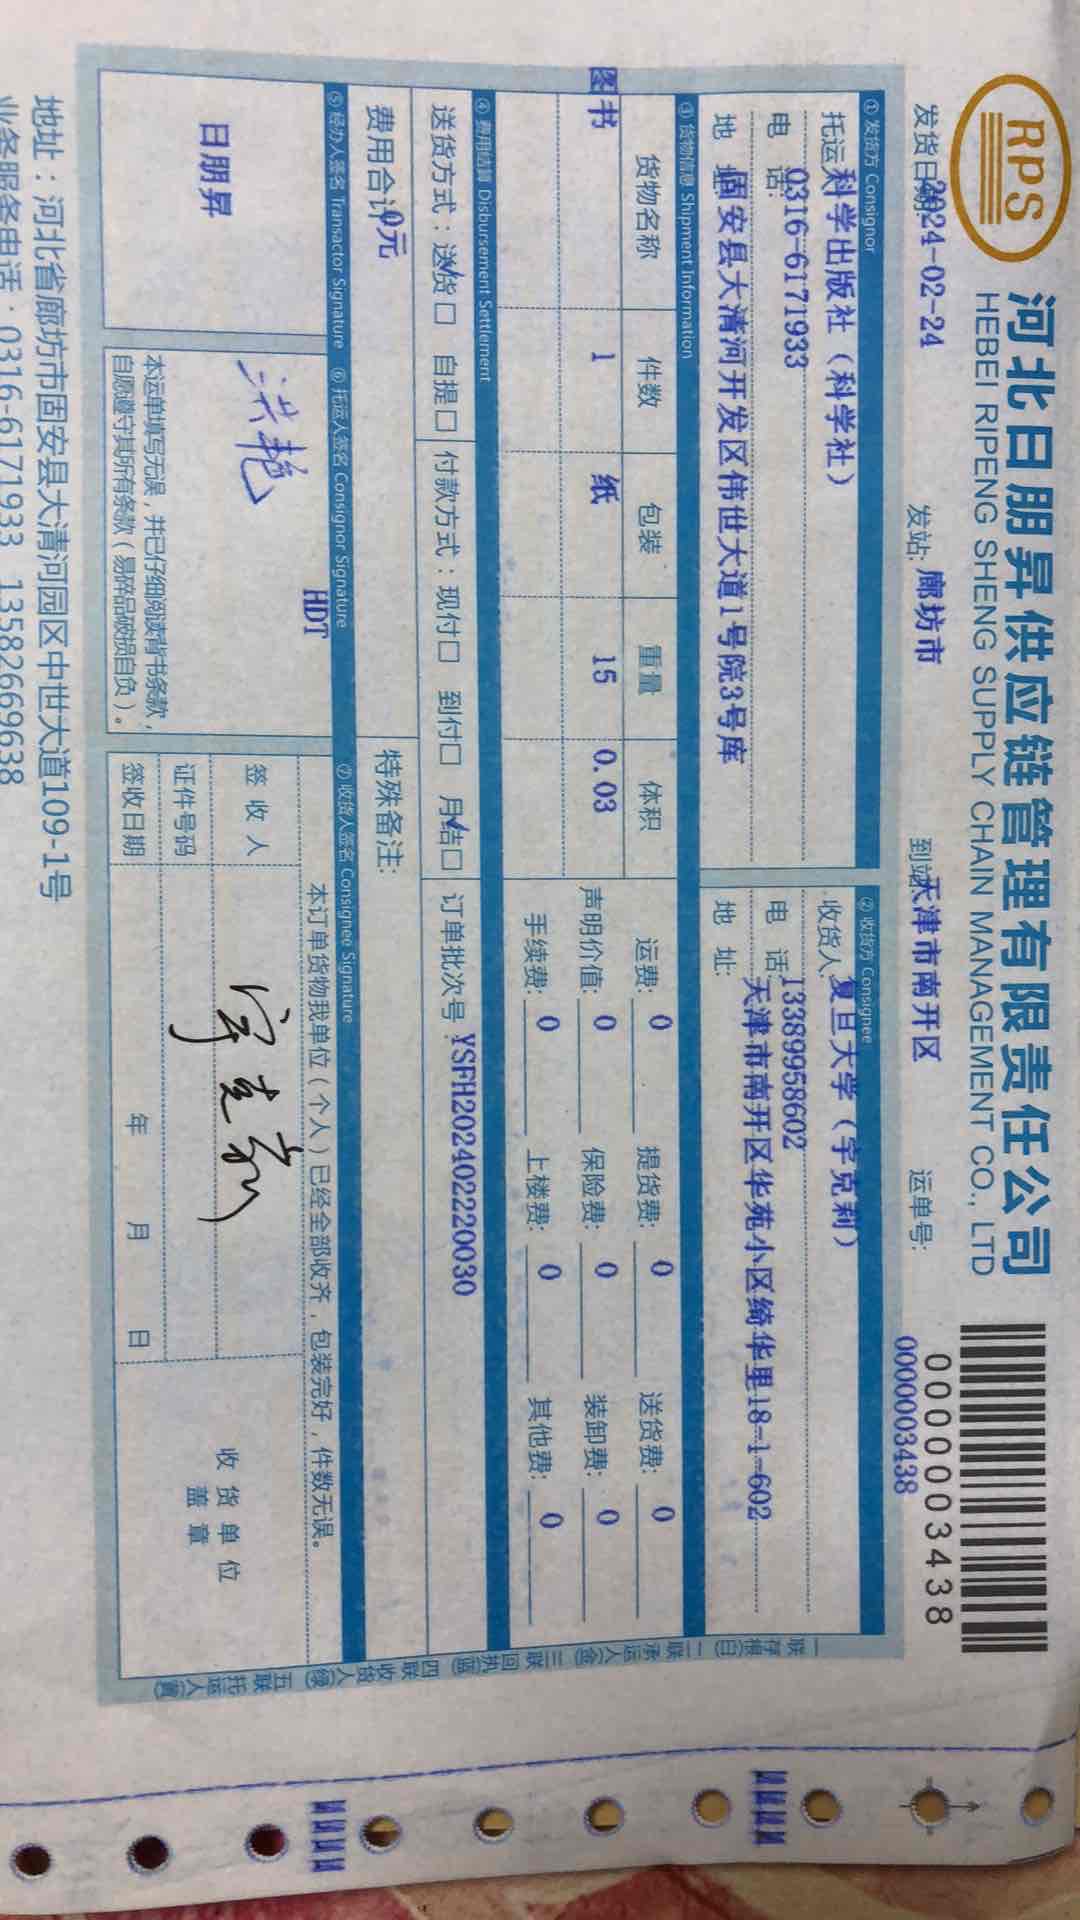 RPS
河北日朋昇供应链管理有限责任公司
HEBEI RIPENG SHENG SUPPLY CHAIN MANAGEMENT CO., LTD
0000003438
发货日期: 2024-02-24 发站: 廊坊市 到站: 天津市南开区 运单号: 0000003438
① 发货方 Consignor ② 收货方 Consignee
托运人 科学出版社（科学社） 收货人: 复旦大学（宇克利）
电 话: 0316-6171933 电 话: 13389958602
地 址: 固安县大清河开发区伟世大道1号院3号库 地 址: 天津市南开区华苑小区绮华里18-1-602
③ 货物信息 Shipment Information
货物名称 件数 包装 重量 体积 运费: 0 提货费: 0 送货费: 0
图书 1 纸 15 0.03 声明价值: 0 保险费: 0 装卸费: 0
手续费: 0 上楼费: 0 其他费: 0
④ 费用结算 Disbursement Settlement
送货方式：送货☑ 自提□ 付款方式：现付□ 到付□ 月结☑ 订单批次号 YSFH202402220030
费用合计 0元 特殊备注:
⑤ 经办人签名 Transactor Signature ⑥ 托运人签名 Consignor Signature ⑦ 收货人签名 Consignee Signature
HDT
本订单货物我单位（个人）已经全部收齐，包装完好，件数无误。
日朋昇
签 收 人
证件号码
收货单位
盖章
本运单填写无误，并已仔细阅读背书条款，
自愿遵守其所有条款（易碎品破损自负）。
签收日期 年 月 日
一联存根(白) 二联承运人(金) 三联回执(蓝) 四联收货人(绿) 五联托运人(黄)
地址：河北省廊坊市固安县大清河园区中世大道109-1号
业务服务电话：0316-6171933 13582669638